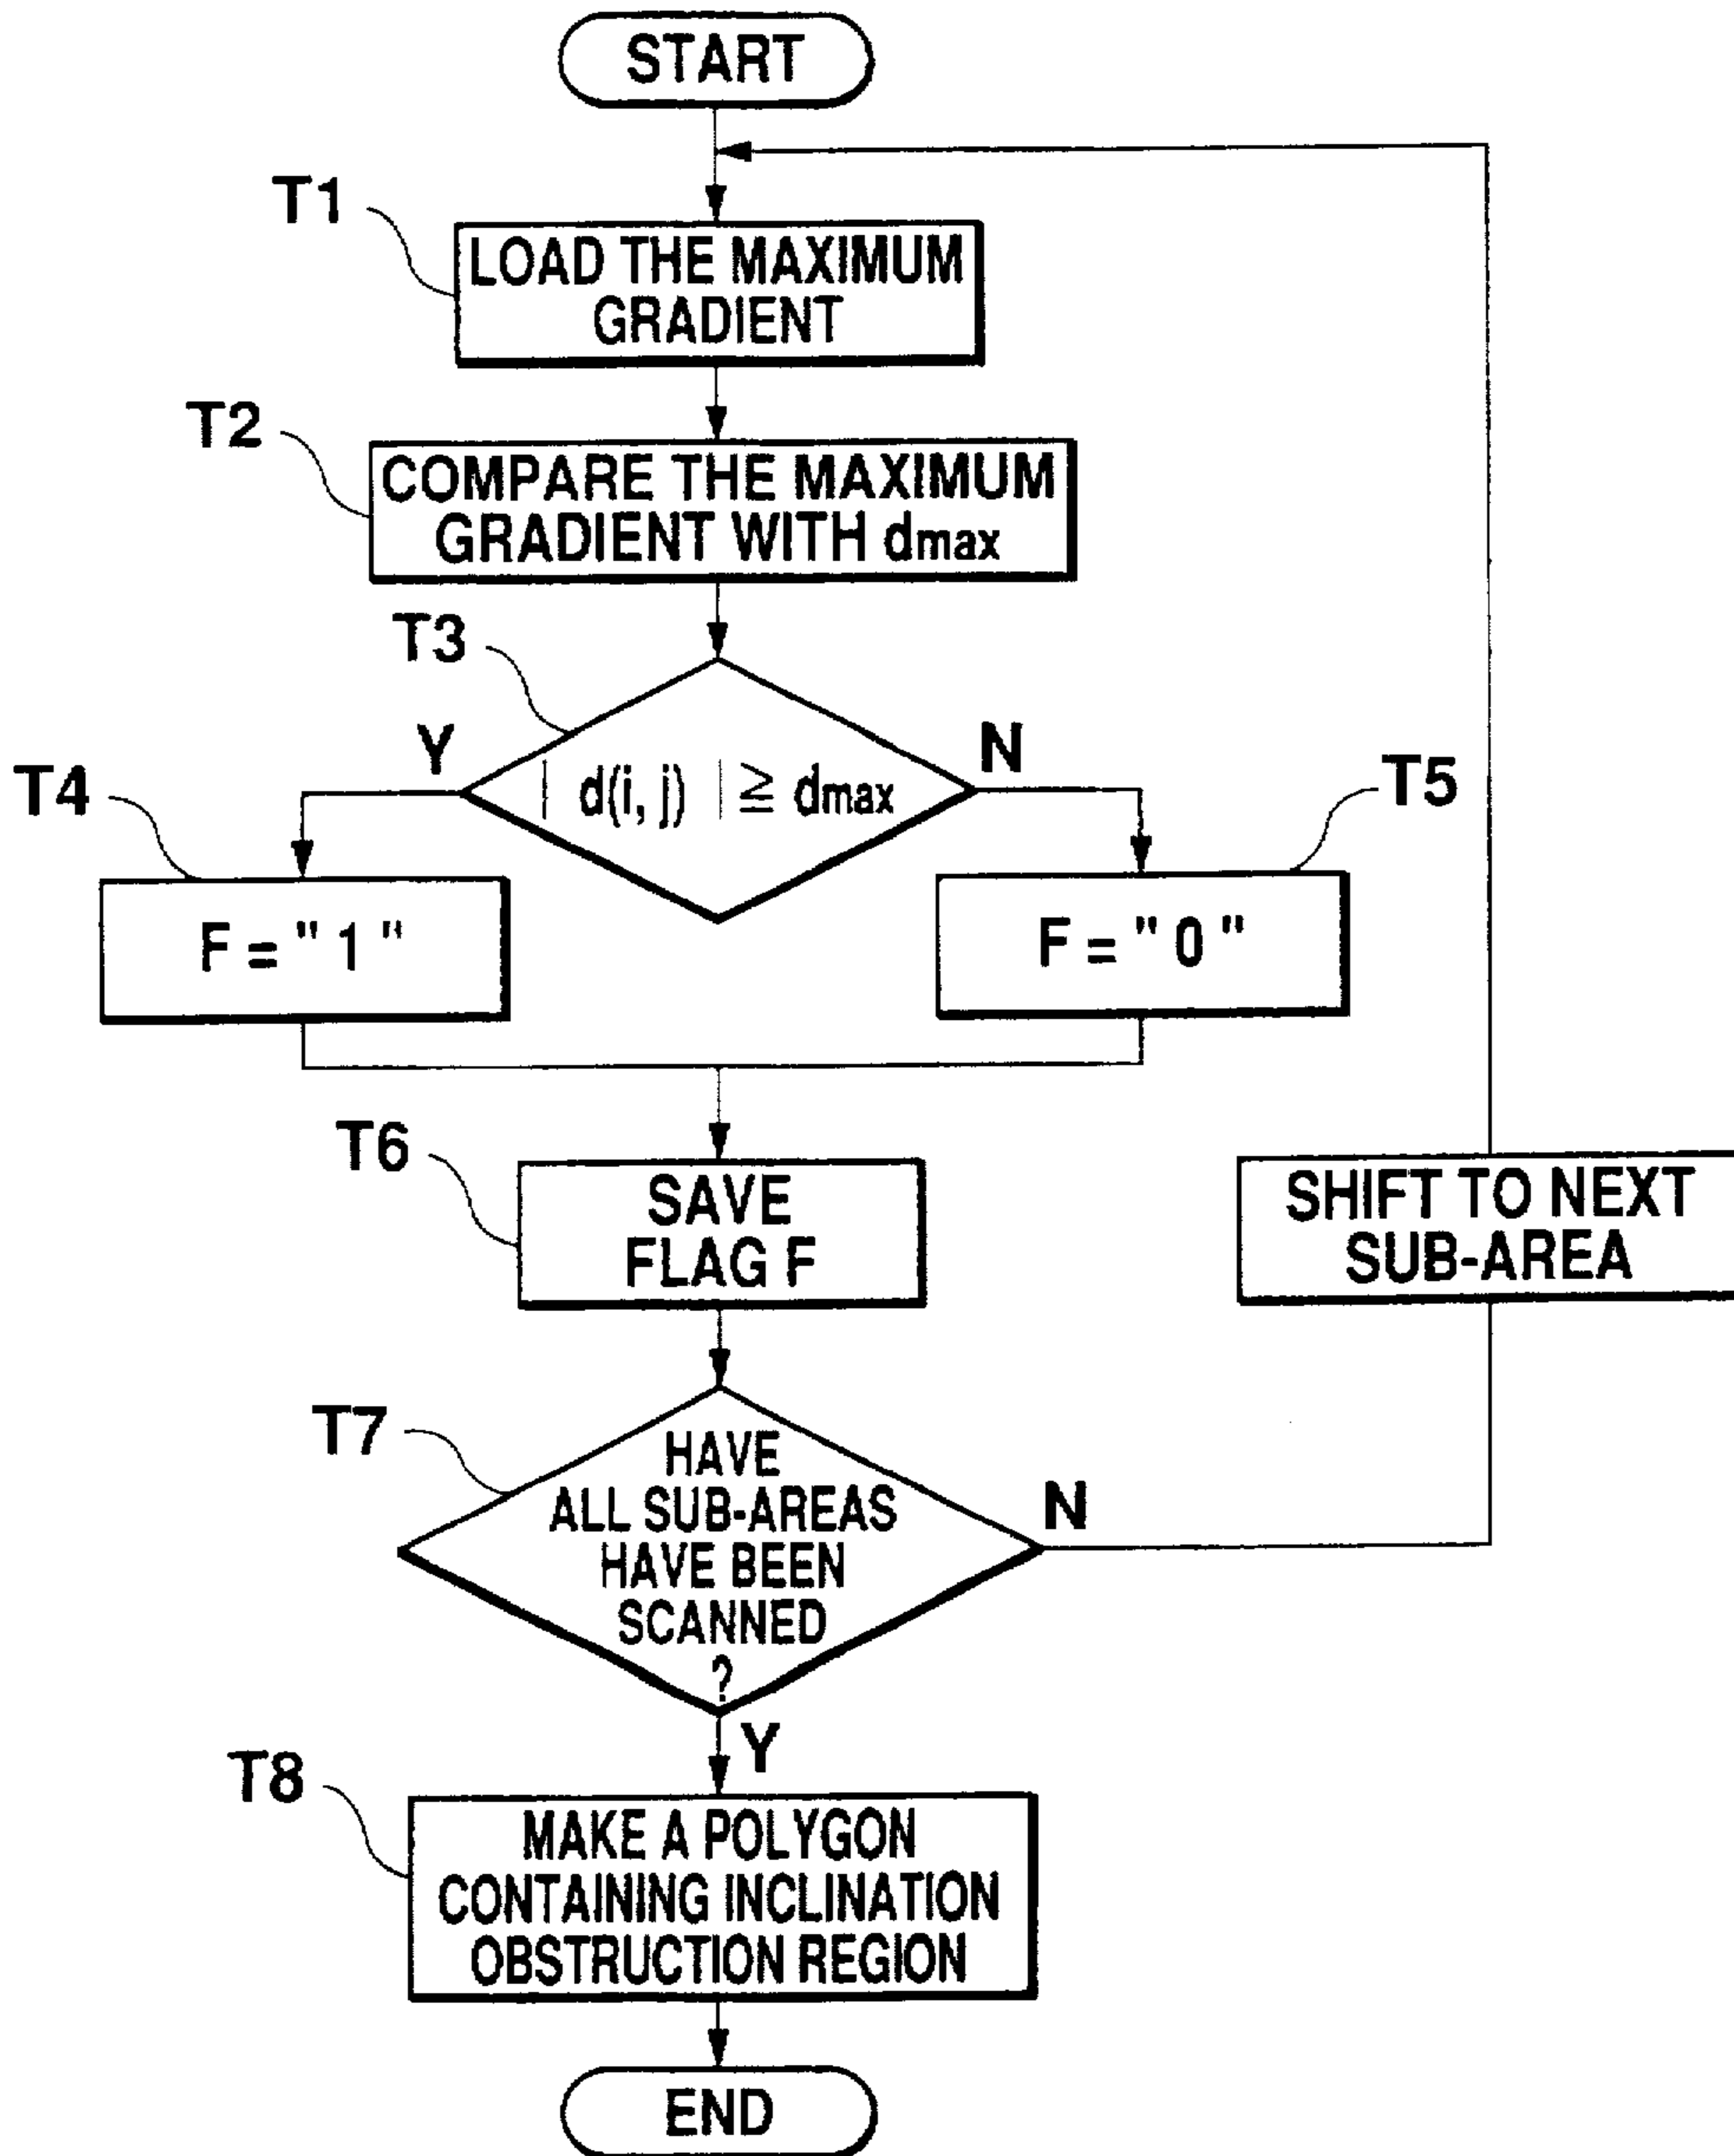 START
T1
LOAD THE MAXIMUM
GRADIENT
T2
COMPARE THE MAXIMUM
GRADIENT WITH dmax
T3
Y
N
| d(i, j) | ≧ dmax
T4
T5
F = " 1 "
F = " 0 "
T6
SAVE
FLAG F
SHIFT TO NEXT
SUB-AREA
T7
HAVE
ALL SUB-AREAS
HAVE BEEN
SCANNED
?
N
Y
T8
MAKE A POLYGON
CONTAINING INCLINATION
OBSTRUCTION REGION
END